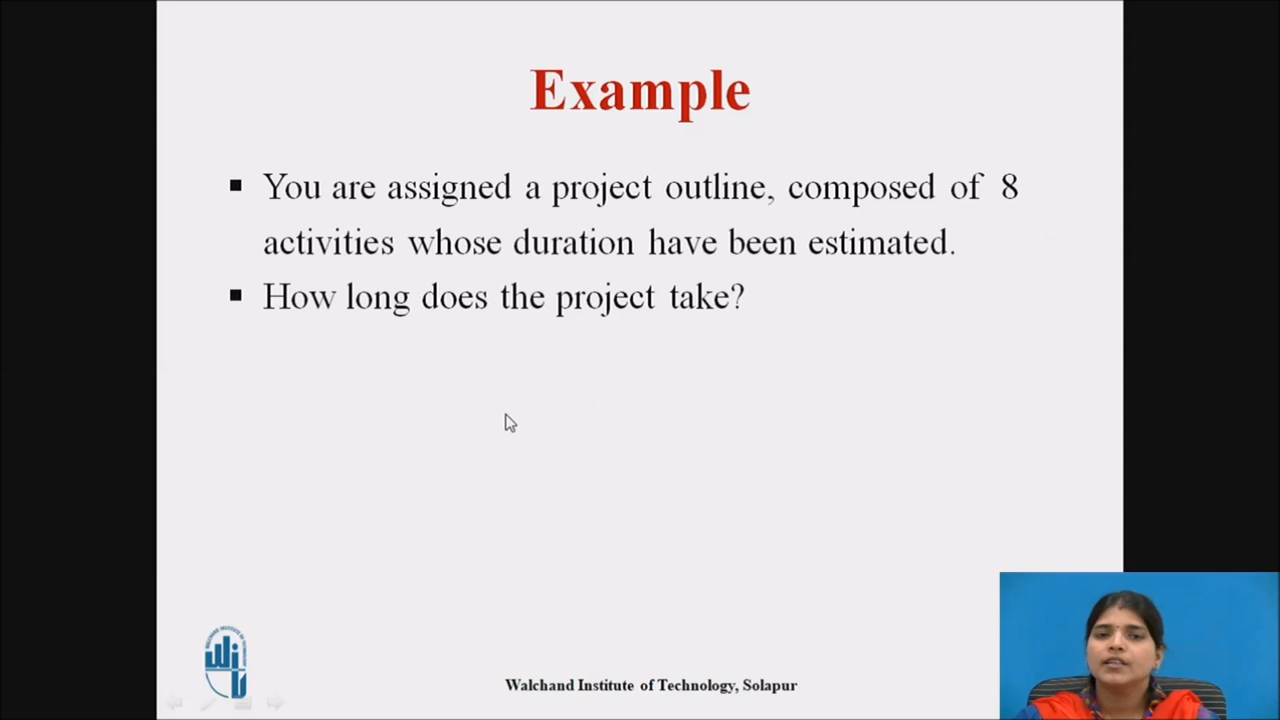 Example
▪ You are assigned a project outline, composed of 8
activities whose duration have been estimated.
▪ How long does the project take?
Walchand Institute of Technology, Solapur